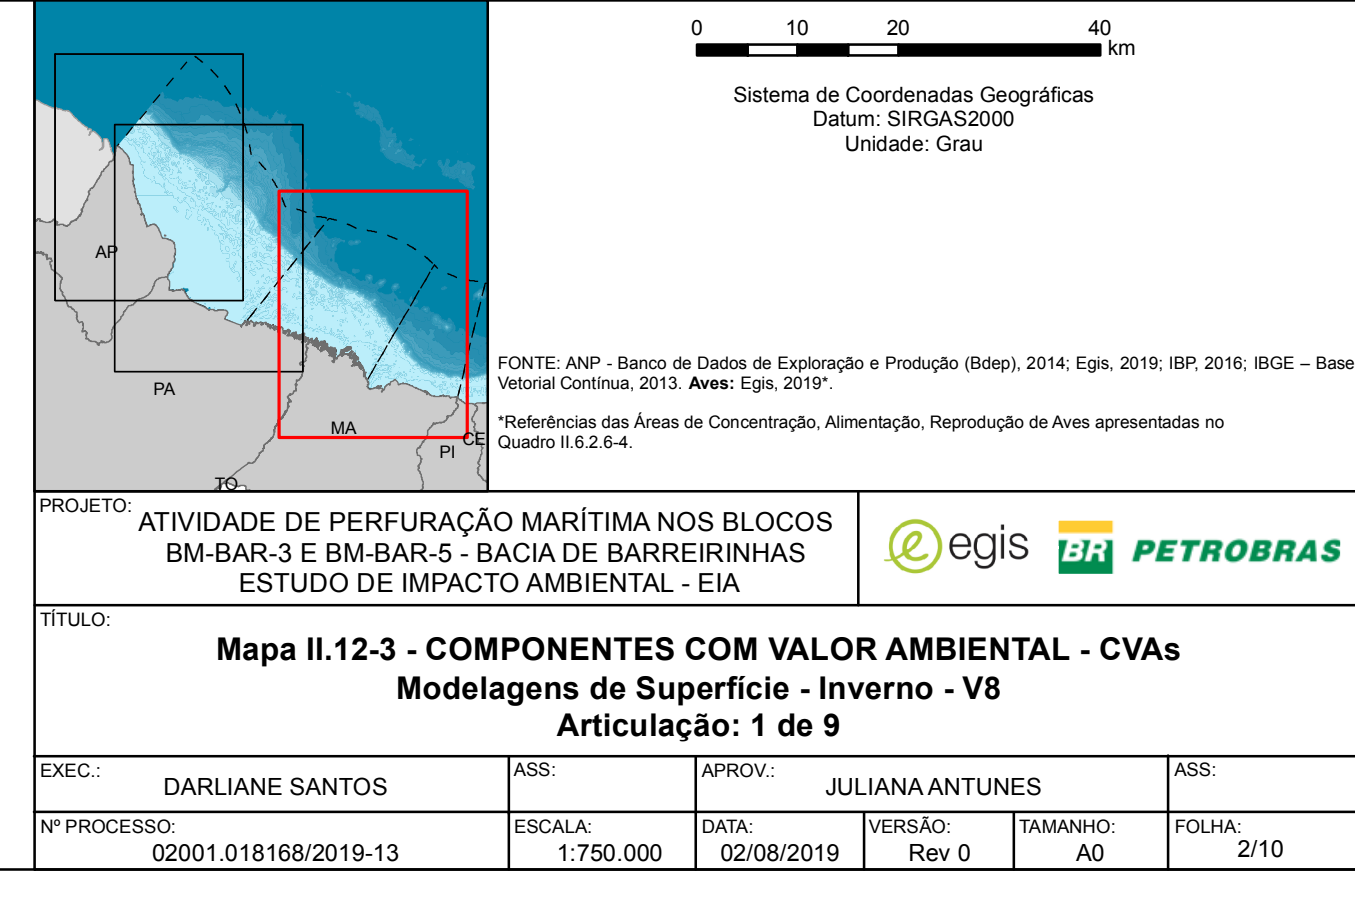 0 10 20 40
km
Sistema de Coordenadas Geográficas
Datum: SIRGAS2000
Unidade: Grau
AP
PA
MA
PI
CE
TO
FONTE: ANP - Banco de Dados de Exploração e Produção (Bdep), 2014; Egis, 2019; IBP, 2016; IBGE – Base
Vetorial Contínua, 2013. Aves: Egis, 2019*.
*Referências das Áreas de Concentração, Alimentação, Reprodução de Aves apresentadas no
Quadro II.6.2.6-4.
PROJETO:
ATIVIDADE DE PERFURAÇÃO MARÍTIMA NOS BLOCOS
BM-BAR-3 E BM-BAR-5 - BACIA DE BARREIRINHAS
ESTUDO DE IMPACTO AMBIENTAL - EIA
e egis
BR PETROBRAS
TÍTULO:
Mapa II.12-3 - COMPONENTES COM VALOR AMBIENTAL - CVAs
Modelagens de Superfície - Inverno - V8
Articulação: 1 de 9
EXEC.:
DARLIANE SANTOS
ASS:
APROV.:
JULIANA ANTUNES
ASS:
Nº PROCESSO:
02001.018168/2019-13
ESCALA:
1:750.000
DATA:
02/08/2019
VERSÃO:
Rev 0
TAMANHO:
A0
FOLHA:
2/10